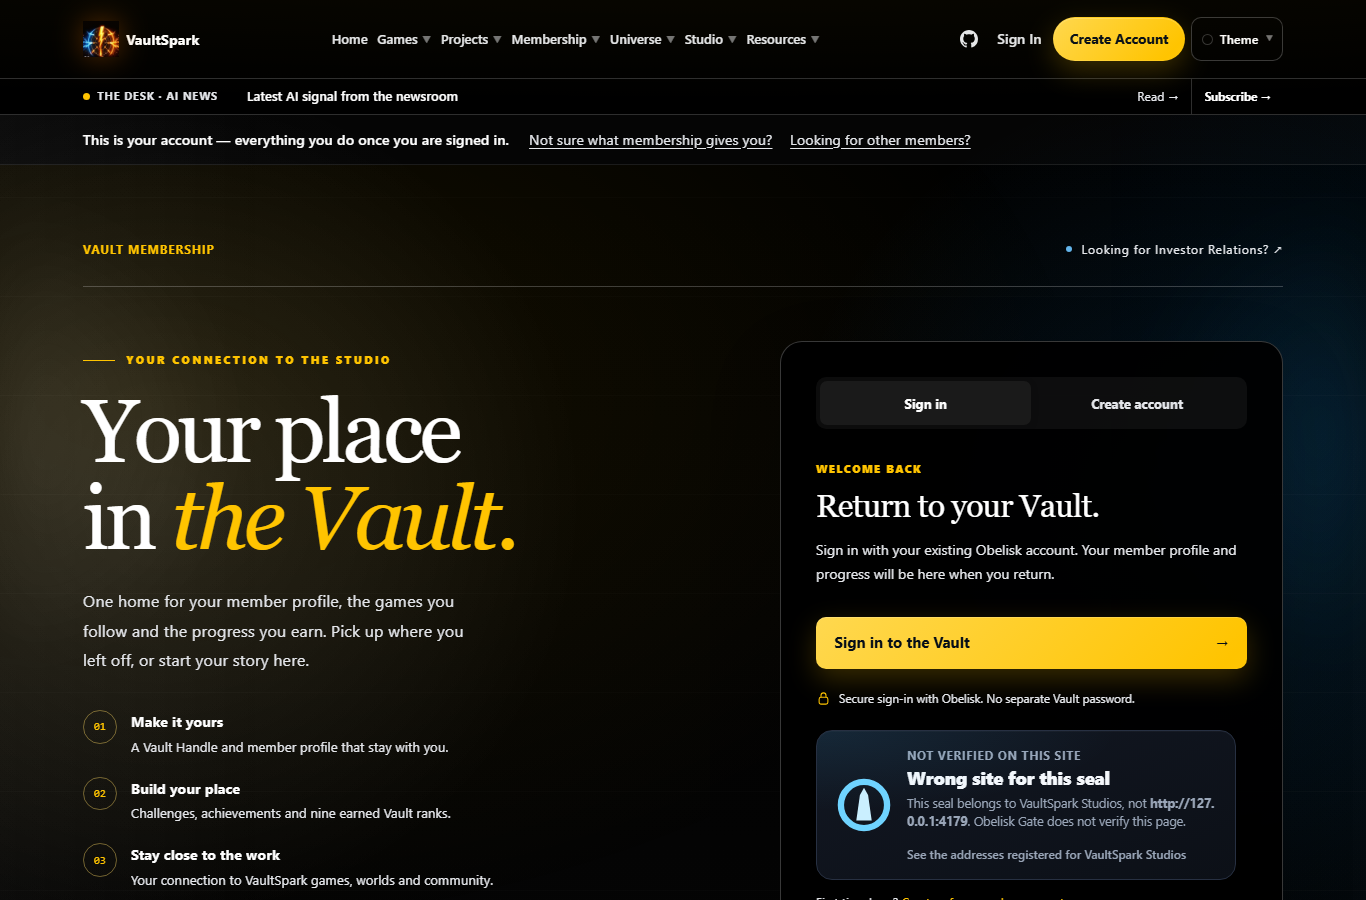 VaultSpark
Home Games Projects Membership Universe Studio Resources
Sign In
Create Account
Theme
THE DESK · AI NEWS
Latest AI signal from the newsroom
Read →
Subscribe →
This is your account — everything you do once you are signed in.
Not sure what membership gives you?
Looking for other members?
VAULT MEMBERSHIP
Looking for Investor Relations? ↗
YOUR CONNECTION TO THE STUDIO
Your place
in the Vault.
One home for your member profile, the games you
follow and the progress you earn. Pick up where you
left off, or start your story here.
01
Make it yours
A Vault Handle and member profile that stay with you.
02
Build your place
Challenges, achievements and nine earned Vault ranks.
03
Stay close to the work
Your connection to VaultSpark games, worlds and community.
Sign in
Create account
WELCOME BACK
Return to your Vault.
Sign in with your existing Obelisk account. Your member profile and
progress will be here when you return.
Sign in to the Vault →
Secure sign-in with Obelisk. No separate Vault password.
NOT VERIFIED ON THIS SITE
Wrong site for this seal
This seal belongs to VaultSpark Studios, not http://127.
0.0.1:4179. Obelisk Gate does not verify this page.
See the addresses registered for VaultSpark Studios